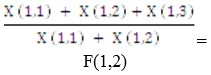 X(1,1) + X(1,2)+X(1,3)
X(1,1) + X(1,2)
=
F(1,2)